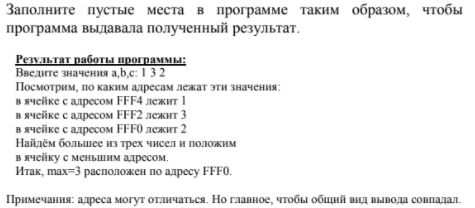 Заполните пустые места в программе таким образом, чтобы
программа выдавала полученный результат.
Результат работы программы:
Введите значения a,b,c: 1 3 2
Посмотрим, по каким адресам лежат эти значения:
в ячейке с адресом FFF4 лежит 1
в ячейке с адресом FFF2 лежит 3
в ячейке с адресом FFF0 лежит 2
Найдём большее из трех чисел и положим
в ячейку с меньшим адресом.
Итак, max=3 расположен по адресу FFF0.
Примечания: адреса могут отличаться. Но главное, чтобы общий вид вывода совпадал.